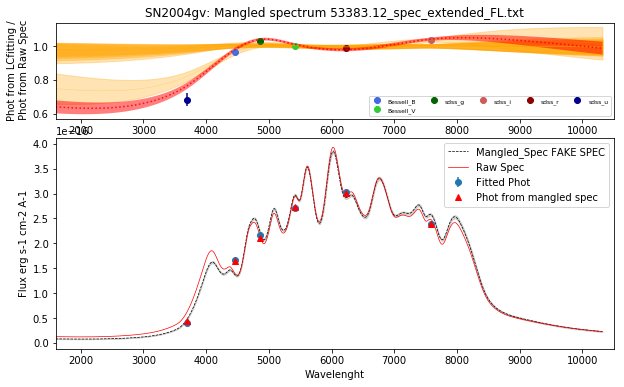 SN2004gv: Mangled spectrum 53383.12_spec_extended_FL.txt
Phot from LCfitting /
Phot from Raw Spec
1.0
0.8
0.6
Bessell_B
Bessell_V
sdss_g
sdss_i
sdss_r
sdss_u
2000 3000 4000 5000 6000 7000 8000 9000 10000
Flux erg s-1 cm-2 A-1
4.0
3.5
3.0
2.5
2.0
1.5
1.0
0.5
0.0
Mangled_Spec FAKE SPEC
Raw Spec
Fitted Phot
Phot from mangled spec
2000 3000 4000 5000 6000 7000 8000 9000 10000
Wavelenght